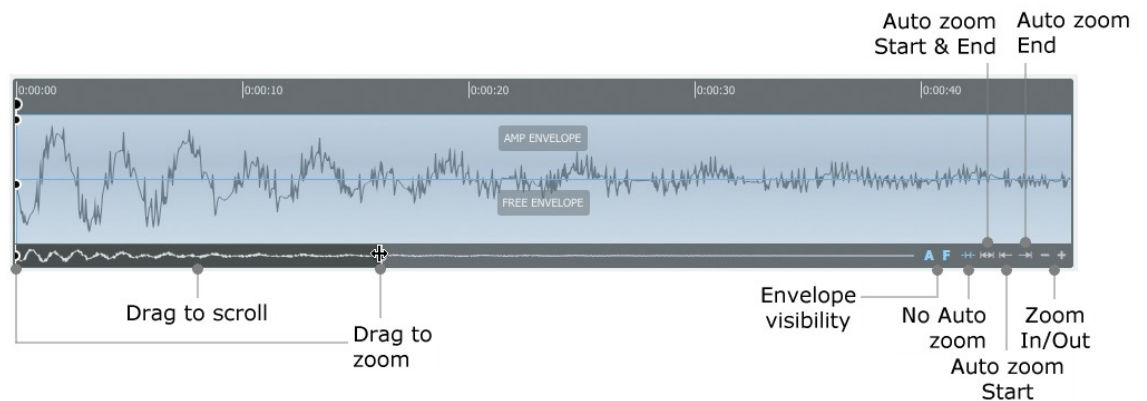 Auto zoom
Start & End
Auto zoom
End
0:00:00
0:00:10
0:00:20
0:00:30
0:00:40
AMP ENVELOPE
FREE ENVELOPE
A F
Drag to scroll
Drag to
zoom
Envelope
visibility
No Auto
zoom
Auto zoom
Start
Zoom
In/Out